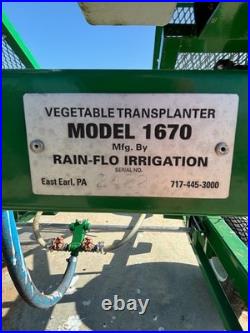 VEGETABLE TRANSPLANTER
MODEL 1670
Mfg. By
RAIN-FLO IRRIGATION
SERIAL NO.
East Earl, PA 717-445-3000